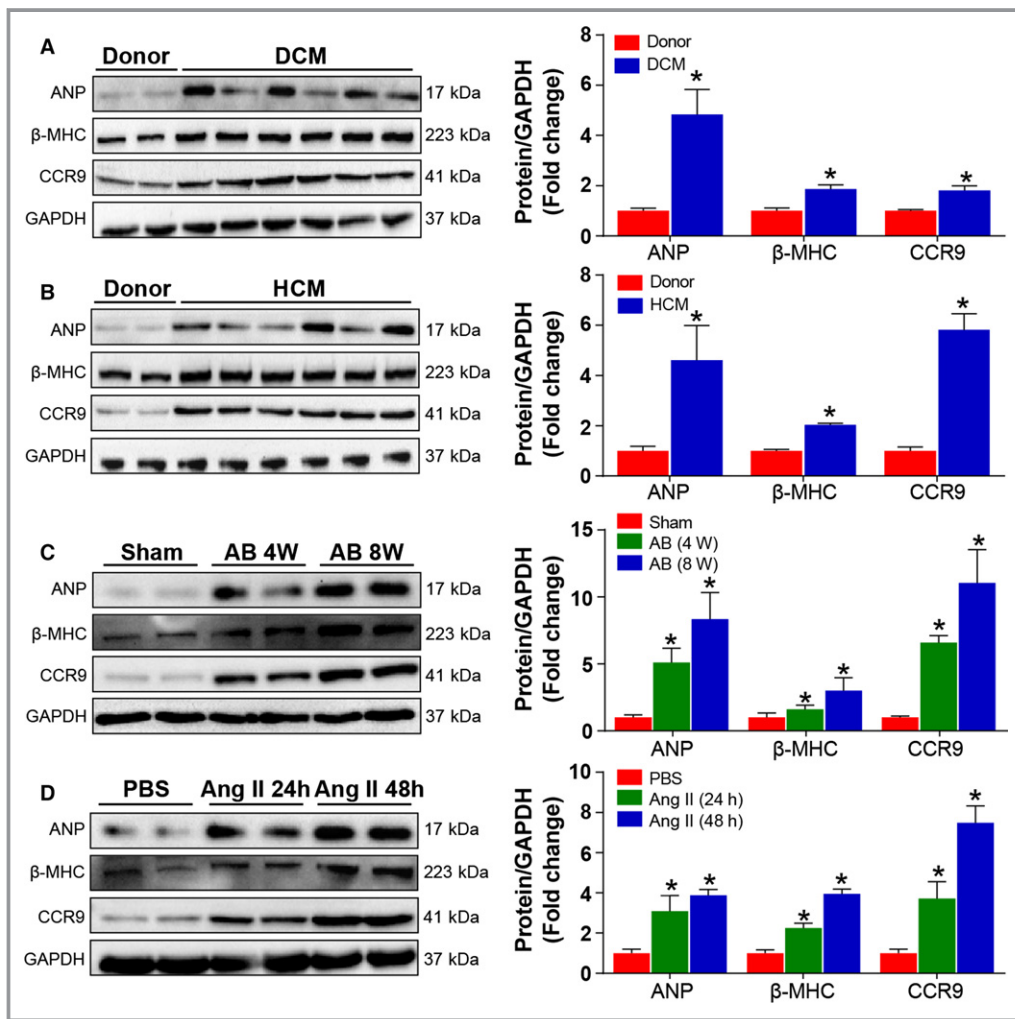 A
Donor DCM
ANP 17 kDa
β-MHC 223 kDa
CCR9 41 kDa
GAPDH 37 kDa
Protein/GAPDH
(Fold change)
8
6
4
2
0
Donor
DCM
* * *
ANP β-MHC CCR9
B
Donor HCM
ANP 17 kDa
β-MHC 223 kDa
CCR9 41 kDa
GAPDH 37 kDa
Protein/GAPDH
(Fold change)
8
6
4
2
0
Donor
HCM
* * *
ANP β-MHC CCR9
C
Sham AB 4W AB 8W
ANP 17 kDa
β-MHC 223 kDa
CCR9 41 kDa
GAPDH 37 kDa
Protein/GAPDH
(Fold change)
15
10
5
0
Sham
AB (4 W)
AB (8 W)
* * * * * *
ANP β-MHC CCR9
D
PBS Ang II 24h Ang II 48h
ANP 17 kDa
β-MHC 223 kDa
CCR9 41 kDa
GAPDH 37 kDa
Protein/GAPDH
(Fold change)
10
8
6
4
2
0
PBS
Ang II (24 h)
Ang II (48 h)
* * * * * *
ANP β-MHC CCR9